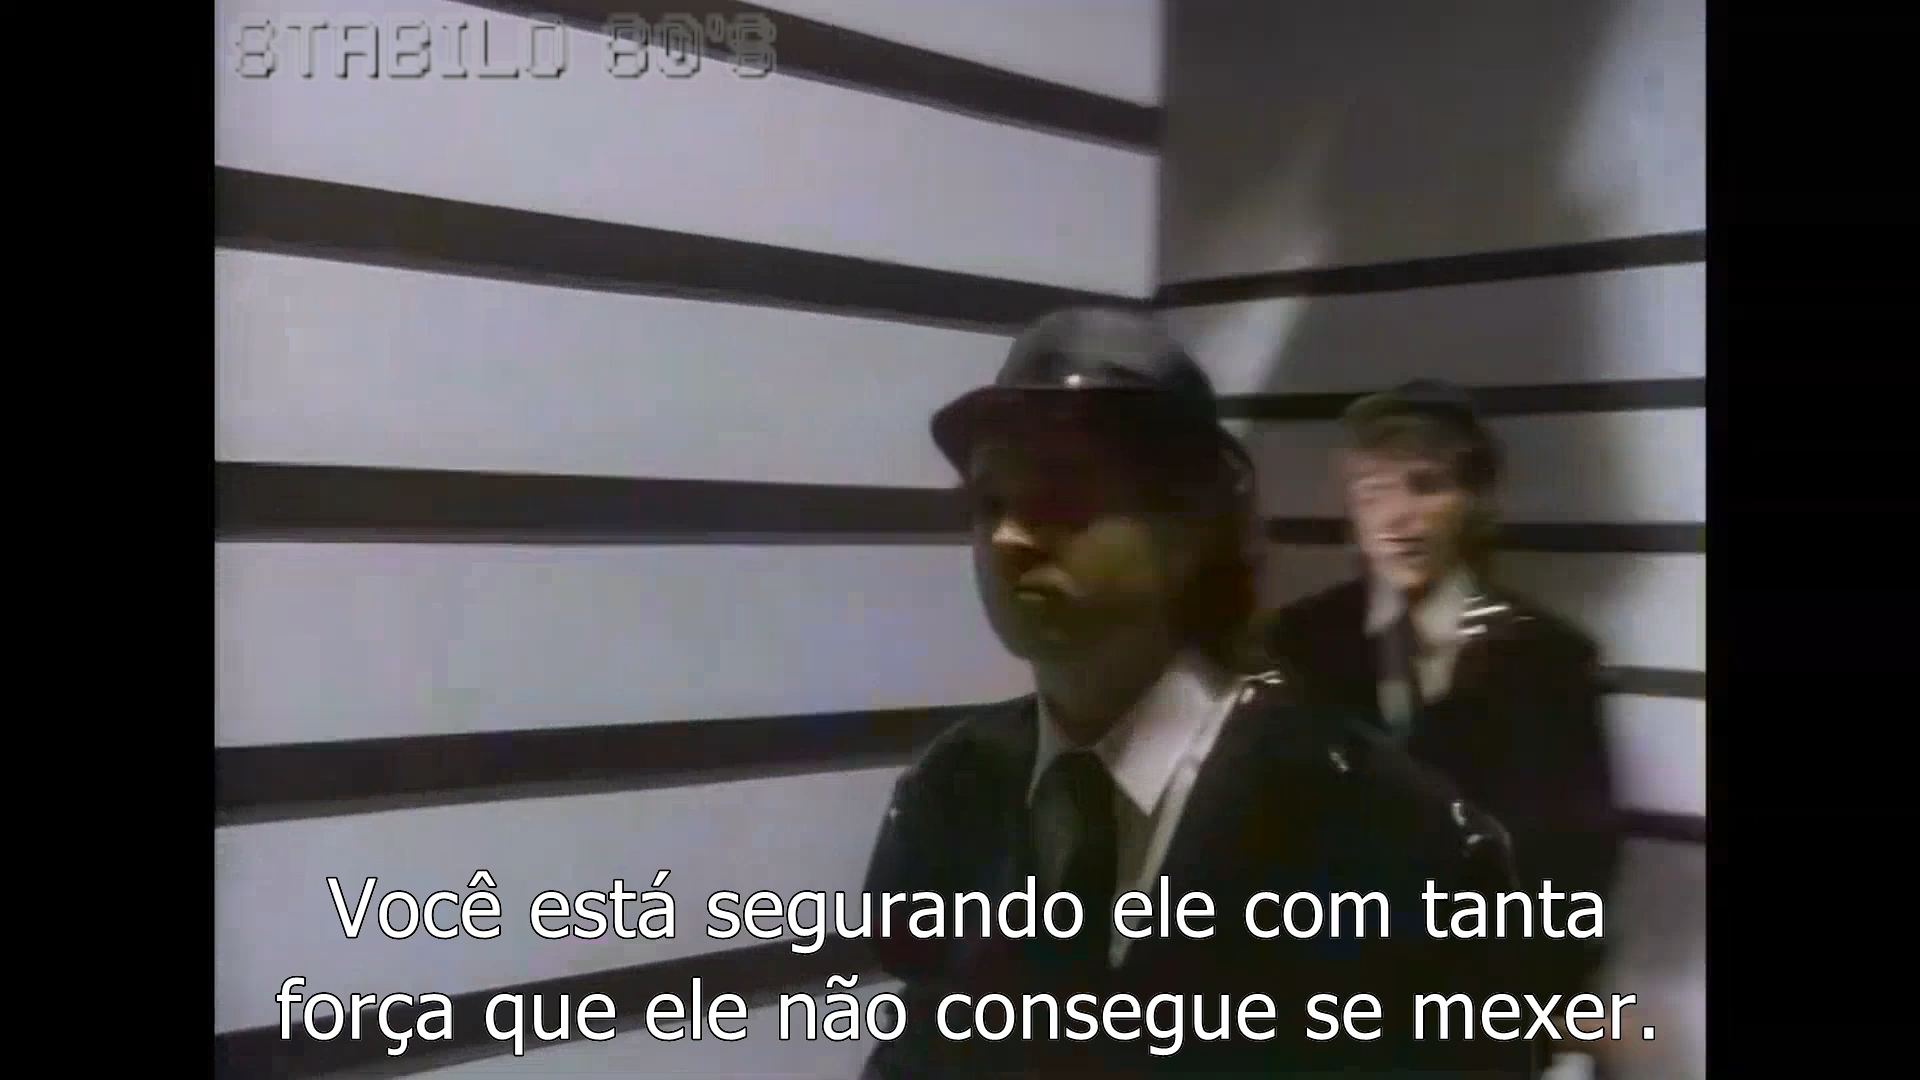 STABILO 80'S
Você está segurando ele com tanta
força que ele não consegue se mexer.